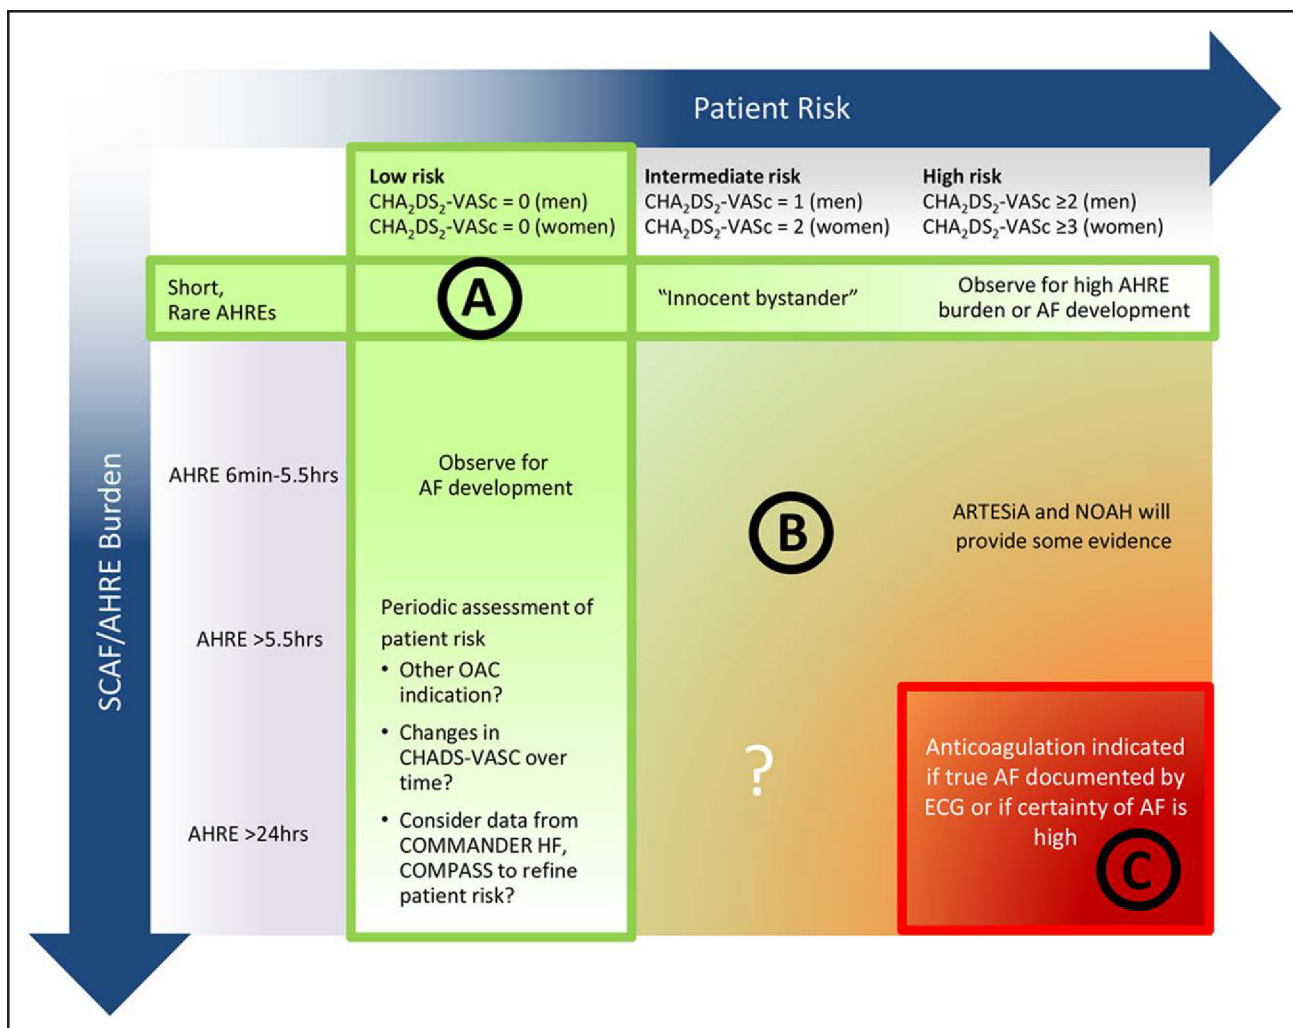 Patient Risk
Low risk
CHA₂DS₂-VASc = 0 (men)
CHA₂DS₂-VASc = 0 (women)
Intermediate risk
CHA₂DS₂-VASc = 1 (men)
CHA₂DS₂-VASc = 2 (women)
High risk
CHA₂DS₂-VASc ≥2 (men)
CHA₂DS₂-VASc ≥3 (women)
SCAF/AHRE Burden
Short,
Rare AHREs
A
“Innocent bystander”
Observe for high AHRE
burden or AF development
AHRE 6min-5.5hrs
Observe for
AF development
B
ARTESiA and NOAH will
provide some evidence
AHRE >5.5hrs
Periodic assessment of
patient risk
• Other OAC
indication?
• Changes in
CHADS-VASC over
time?
AHRE >24hrs
• Consider data from
COMMANDER HF,
COMPASS to refine
patient risk?
?
Anticoagulation indicated
if true AF documented by
ECG or if certainty of AF is
high
C